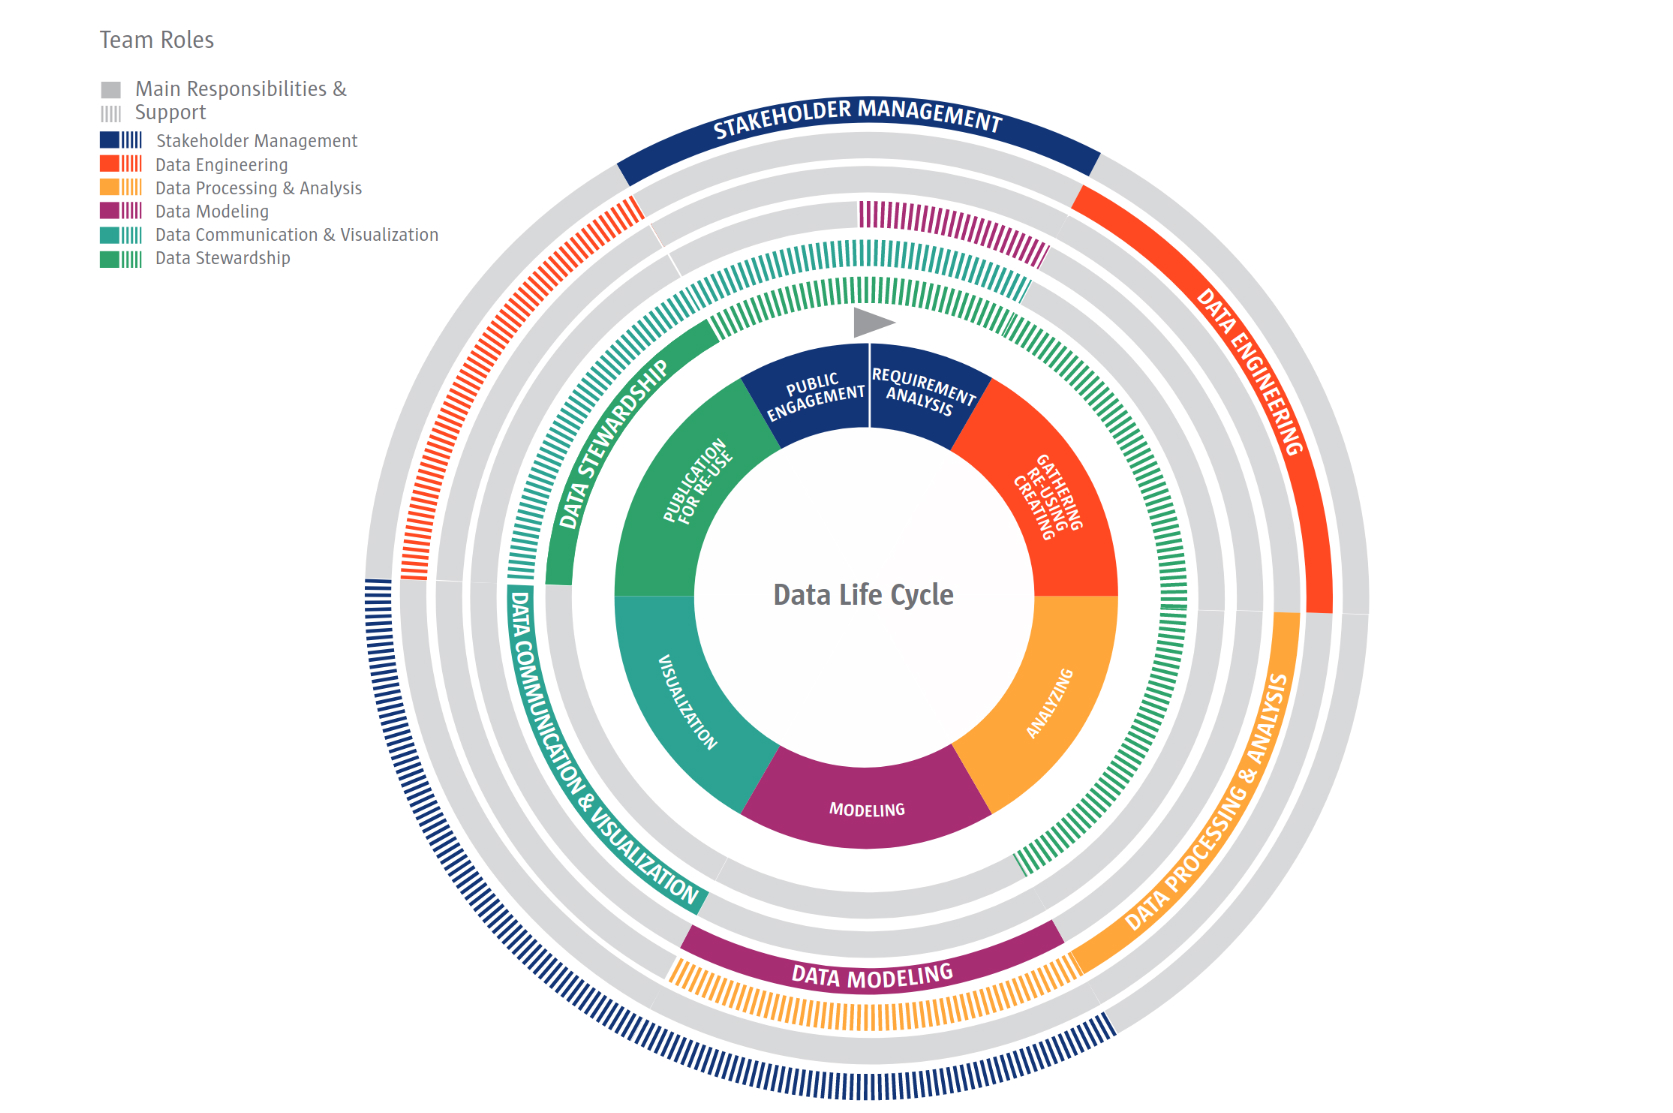 Team Roles
Main Responsibilities &
Support
Stakeholder Management
Data Engineering
Data Processing & Analysis
Data Modeling
Data Communication & Visualization
Data Stewardship
STAKEHOLDER MANAGEMENT
DATA ENGINEERING
DATA PROCESSING & ANALYSIS
DATA MODELING
DATA COMMUNICATION & VISUALIZATION
DATA STEWARDSHIP
PUBLIC
ENGAGEMENT
REQUIREMENT
ANALYSIS
GATHERING
RE-USING
CREATING
ANALYZING
MODELING
VISUALIZATION
PUBLICATION
FOR RE-USE
Data Life Cycle